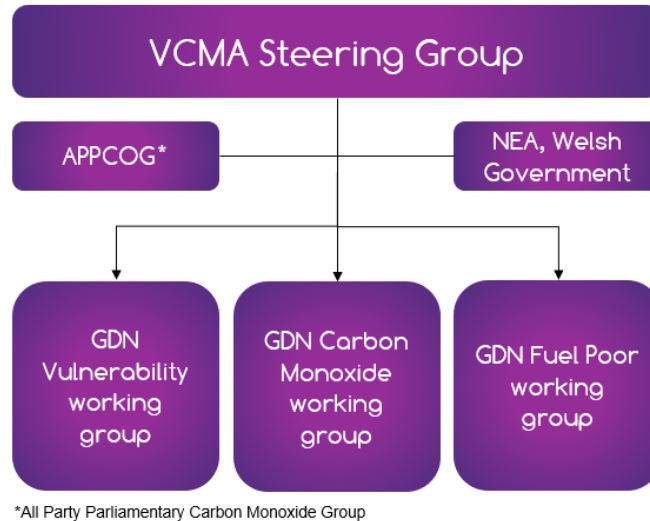 VCMA Steering Group
APPCOG*
NEA, Welsh
Government
GDN
Vulnerability
working
group
GDN Carbon
Monoxide
working
group
GDN Fuel Poor
working
group
*All Party Parliamentary Carbon Monoxide Group